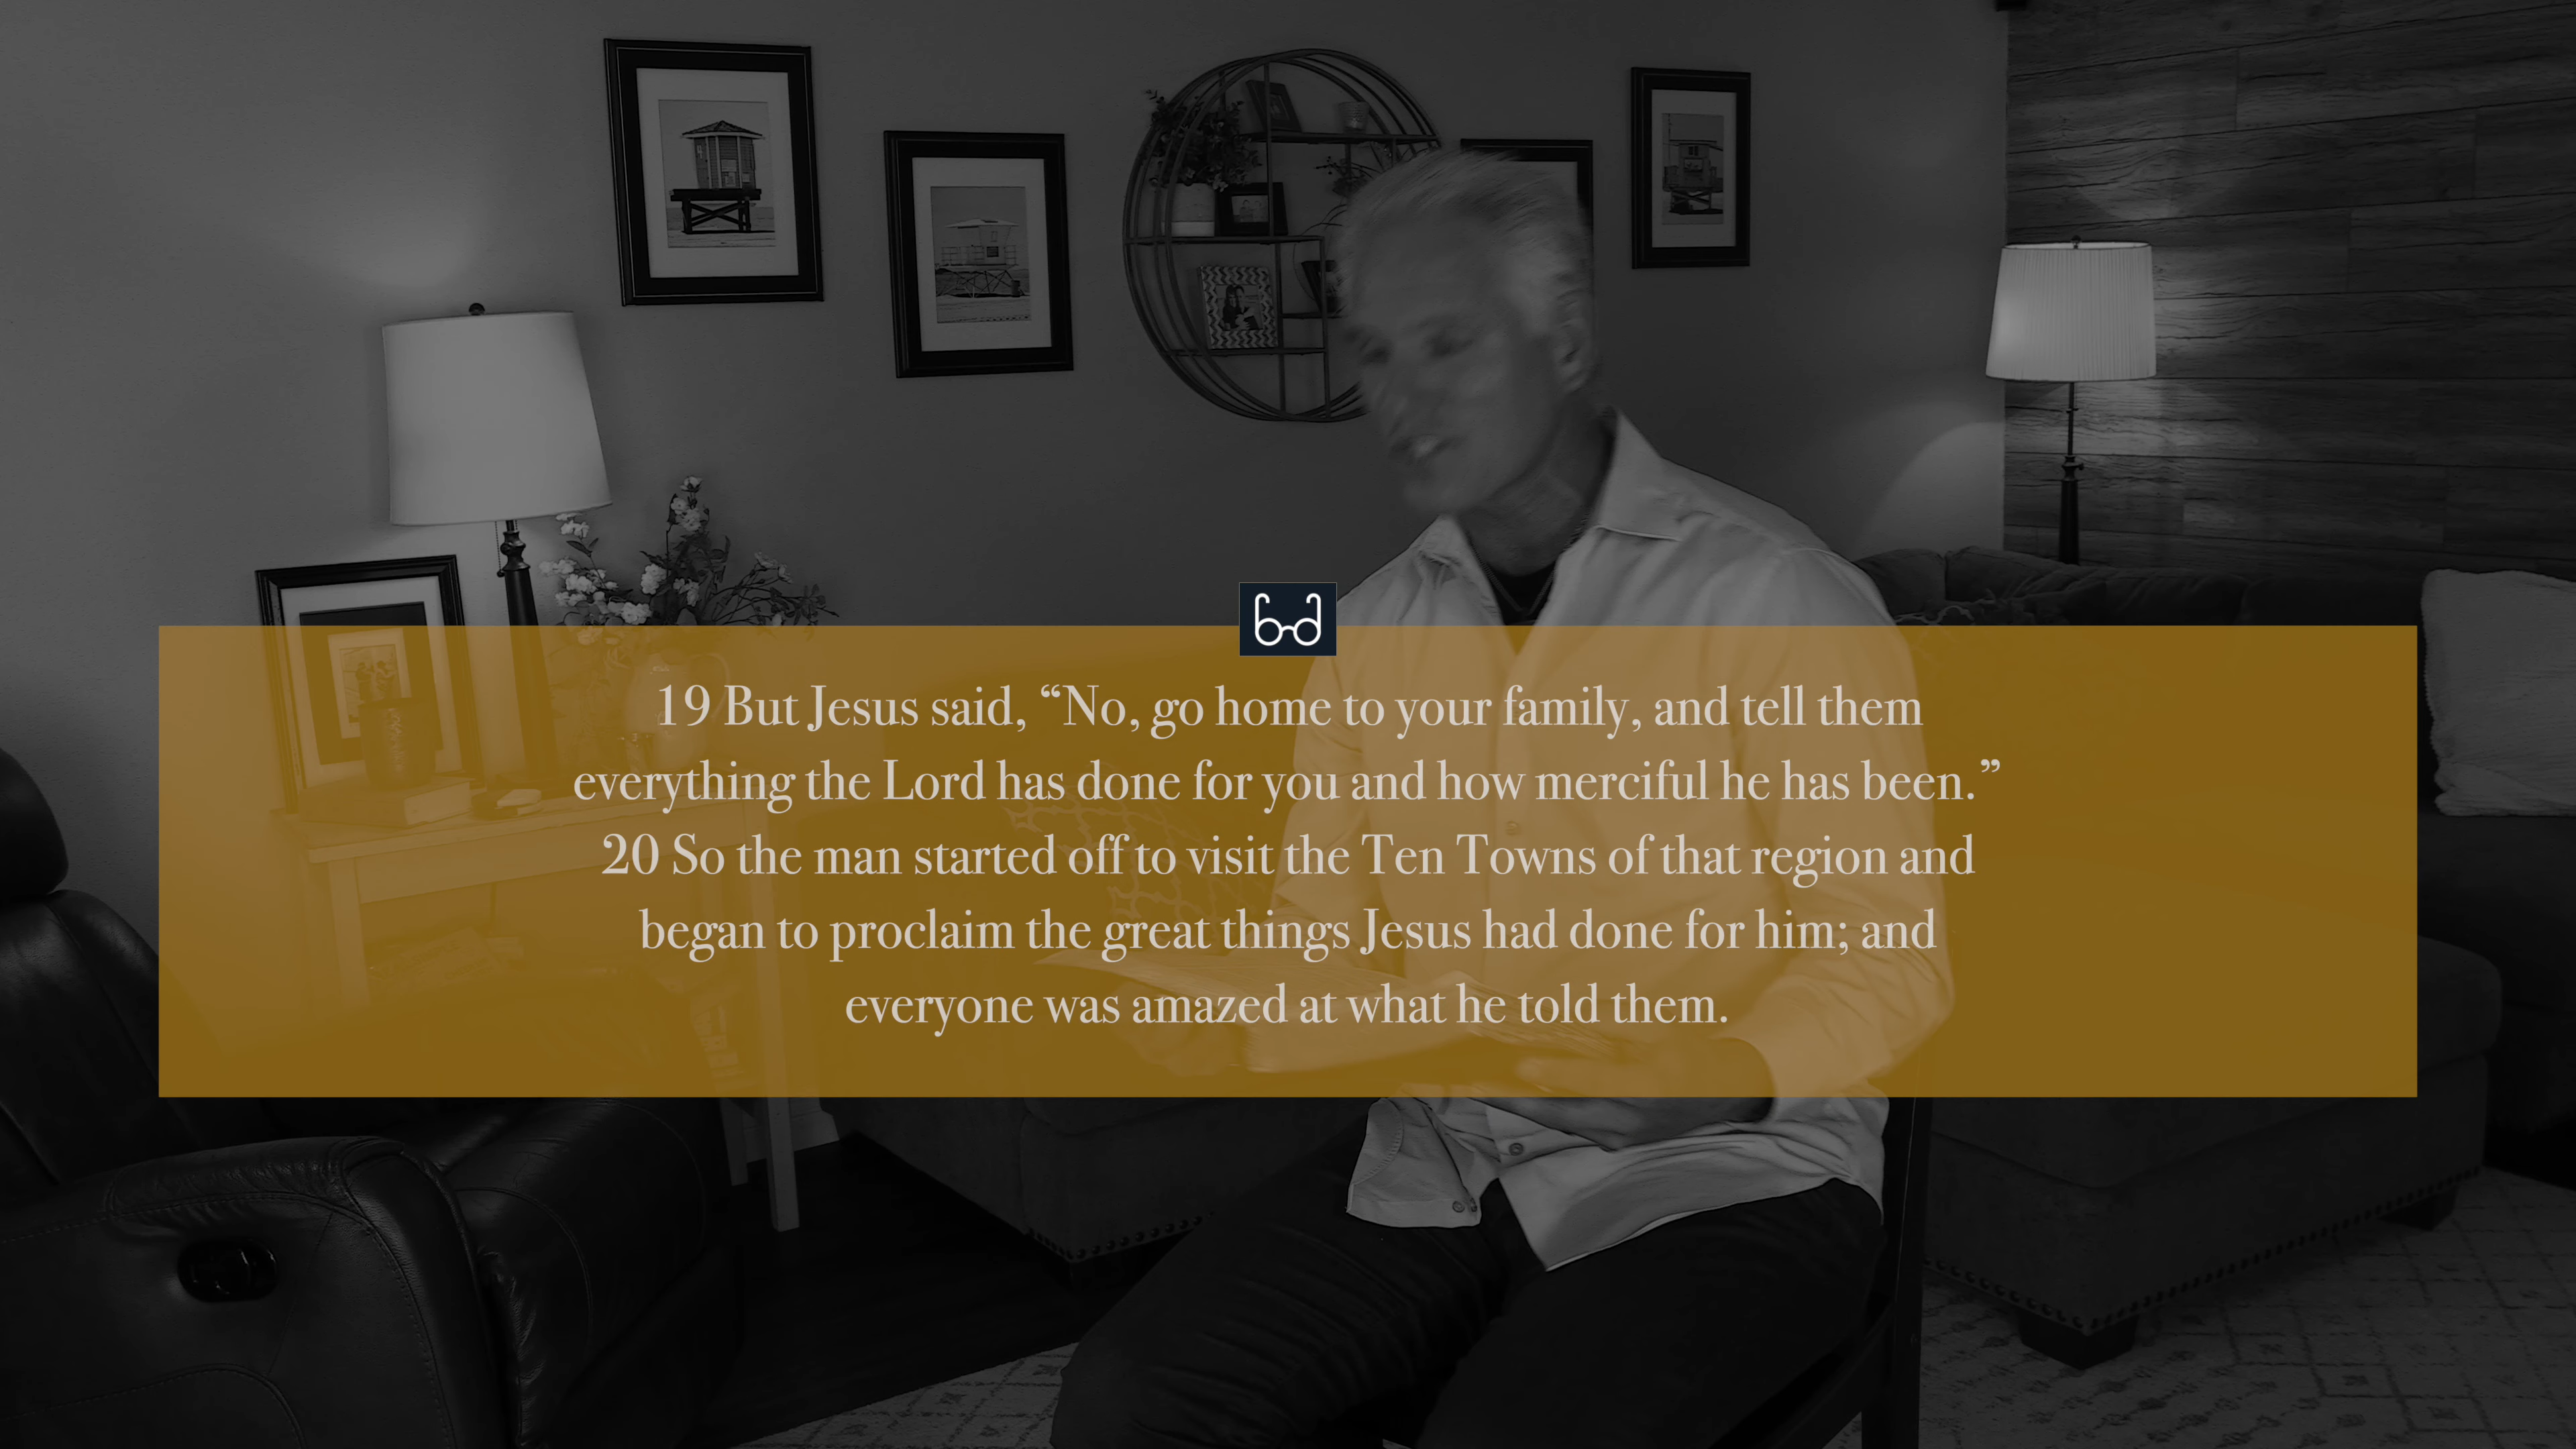 19 But Jesus said, “No, go home to your family, and tell them
everything the Lord has done for you and how merciful he has been.”
20 So the man started off to visit the Ten Towns of that region and
began to proclaim the great things Jesus had done for him; and
everyone was amazed at what he told them.